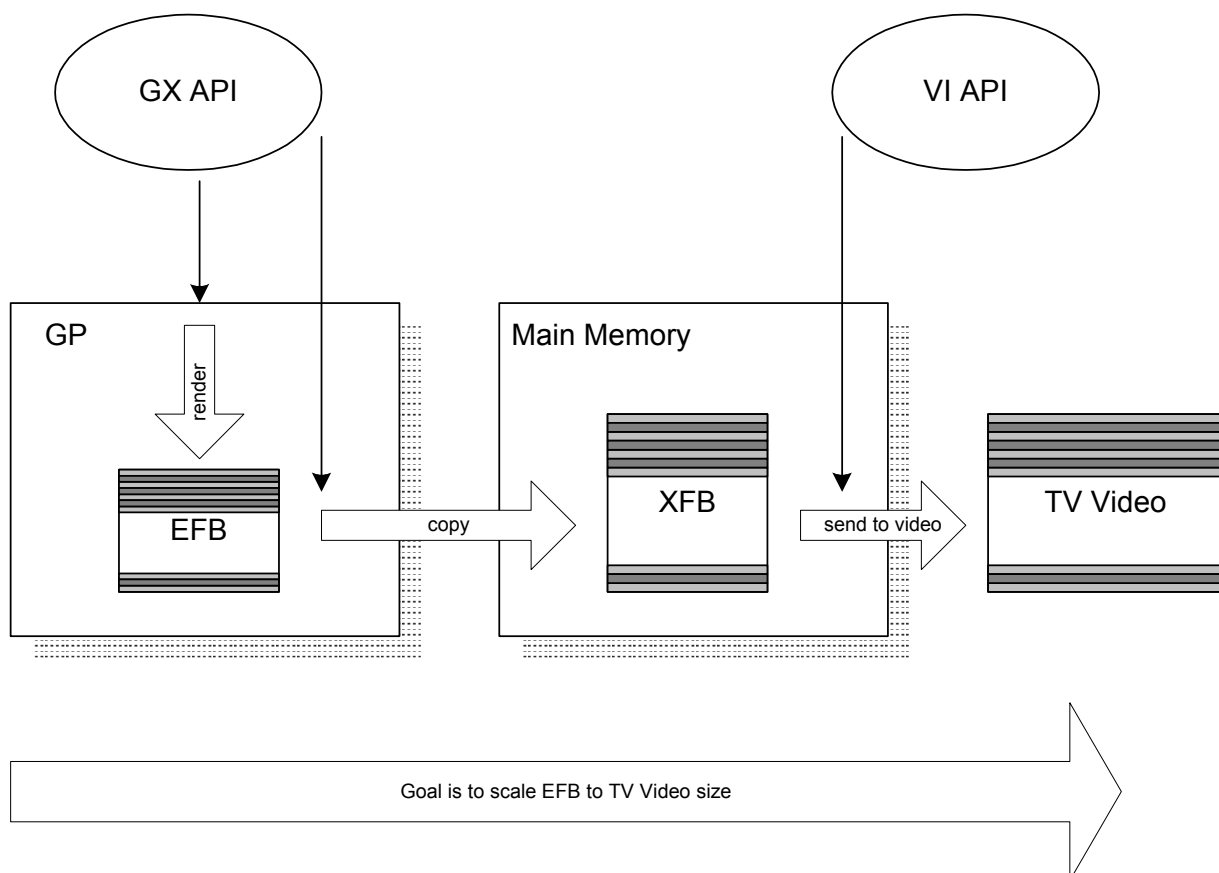 GX API
VI API
GP
Main Memory
render
EFB
copy
XFB
send to video
TV Video
Goal is to scale EFB to TV Video size